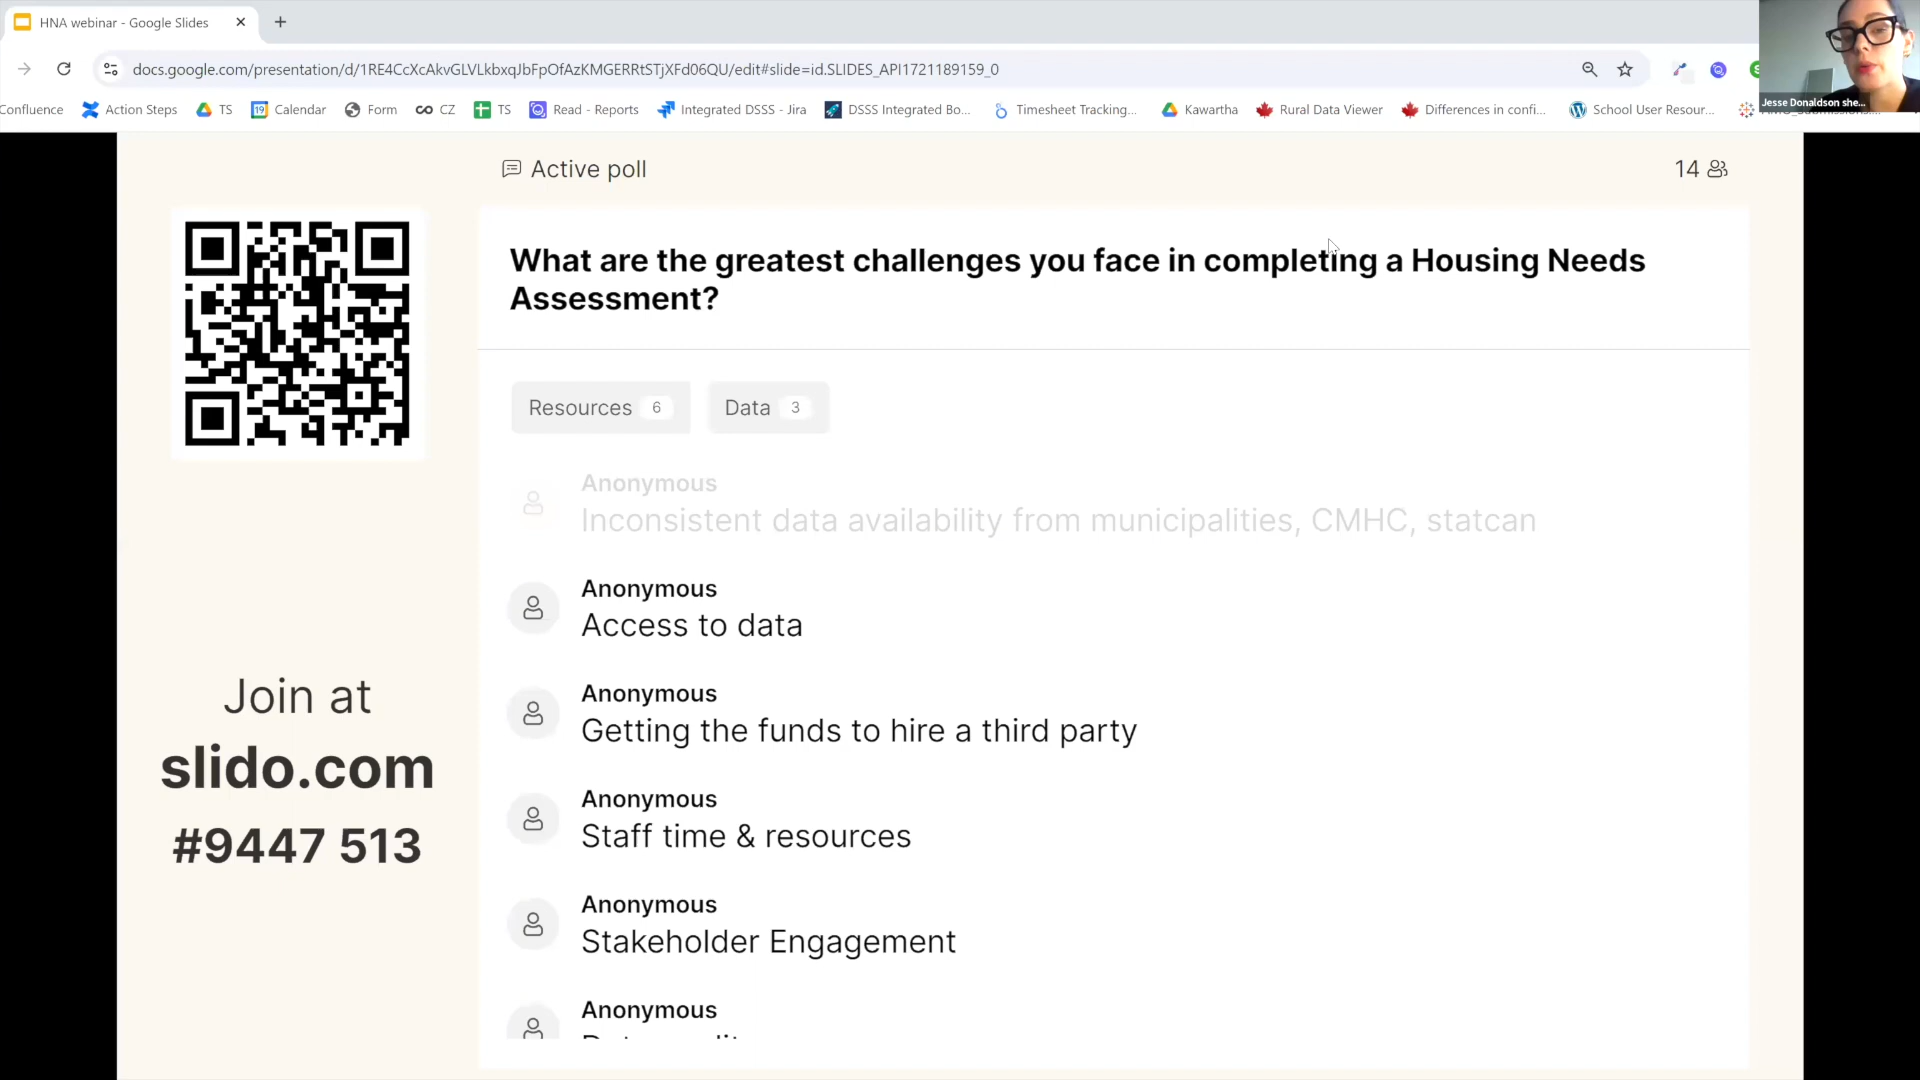 HNA webinar - Google Slides
docs.google.com/presentation/d/1RE4CcXcAkvGLVLkbxqJbFpOfAzKMGERRtSTjXFd06QU/edit#slide=id.SLIDES_API1721189159_0
Confluence Action Steps TS 19 Calendar Form CZ TS Read - Reports Integrated DSSS - Jira DSSS Integrated Bo... Timesheet Tracking... Kawartha Rural Data Viewer Differences in confi... School User Resour...
Jesse Donaldson she...
Active poll
14
What are the greatest challenges you face in completing a Housing Needs
Assessment?
Resources 6 Data 3
Anonymous
Inconsistent data availability from municipalities, CMHC, statcan
Anonymous
Access to data
Anonymous
Getting the funds to hire a third party
Anonymous
Staff time & resources
Anonymous
Stakeholder Engagement
Anonymous
Join at
slido.com
#9447 513